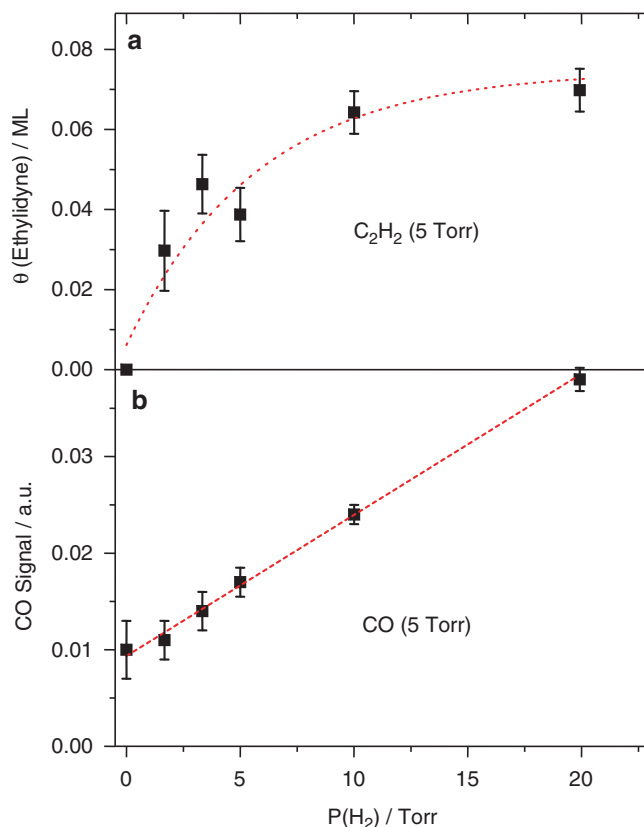 a
0.08
0.06
0.04
0.02
0.00
θ (Ethylidyne) / ML
C₂H₂ (5 Torr)
b
0.03
0.02
0.01
0.00
CO Signal / a.u.
CO (5 Torr)
0 5 10 15 20
P(H₂) / Torr